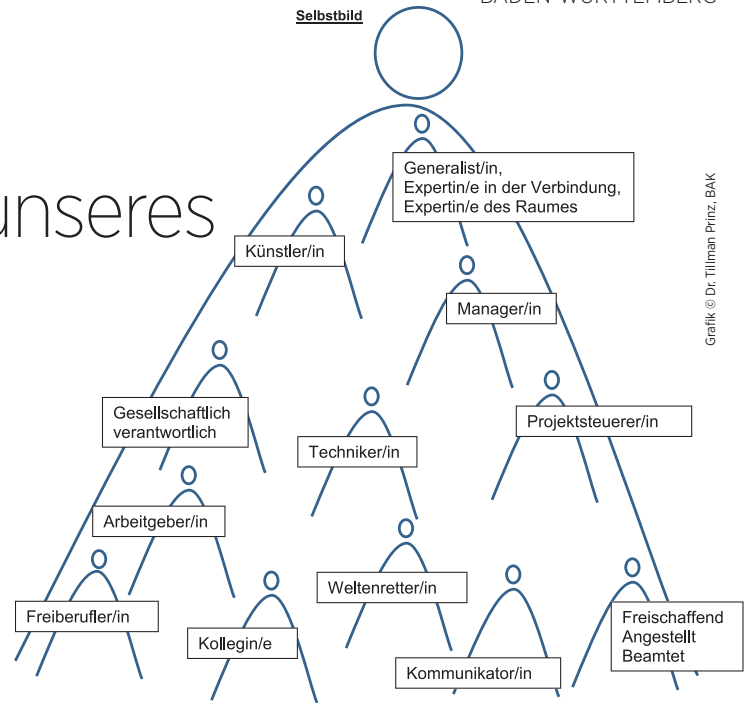 BADEN-WÜRTTEMBERG
Selbstbild
unseres
Generalist/in,
Expertin/e in der Verbindung,
Expertin/e des Raumes
Künstler/in
Manager/in
Gesellschaftlich
verantwortlich
Projektsteuerer/in
Techniker/in
Arbeitgeber/in
Weltenretter/in
Freiberufler/in
Kollegin/e
Freischaffend
Angestellt
Beamtet
Kommunikator/in
Grafik © Dr. Tillman Prinz, BAK